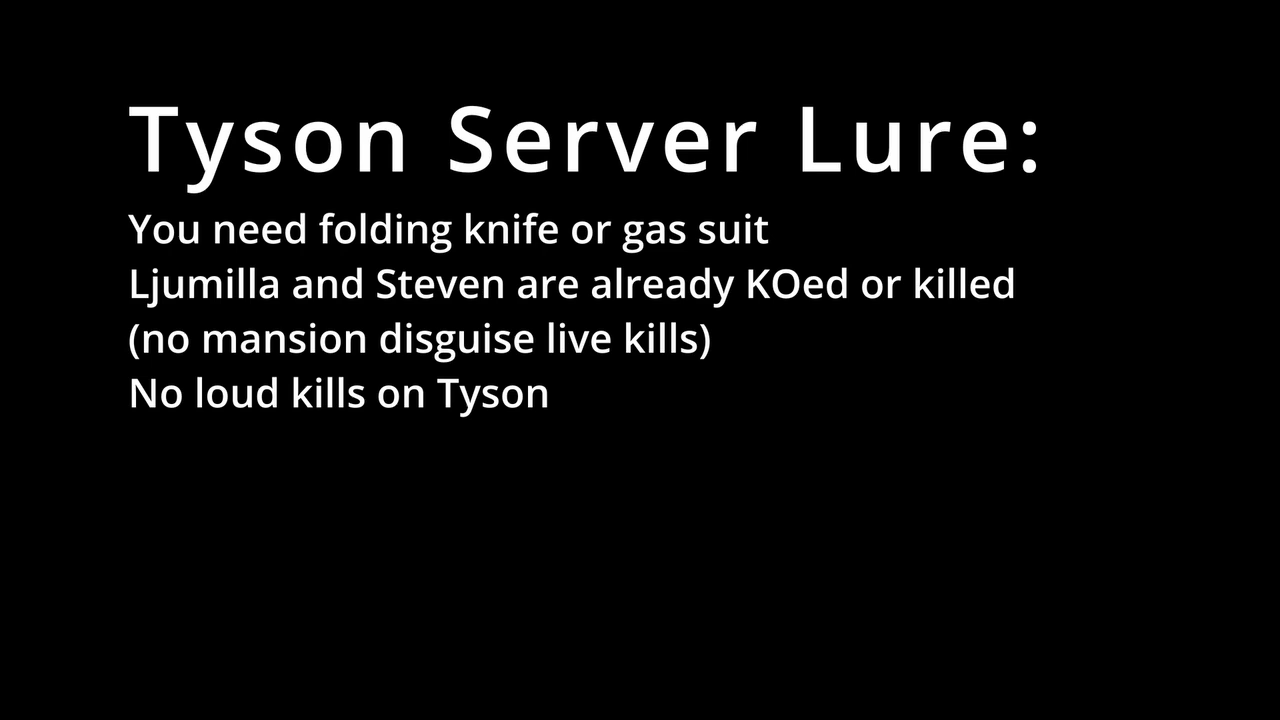 Tyson Server Lure:
You need folding knife or gas suit
Ljumilla and Steven are already KOed or killed
(no mansion disguise live kills)
No loud kills on Tyson